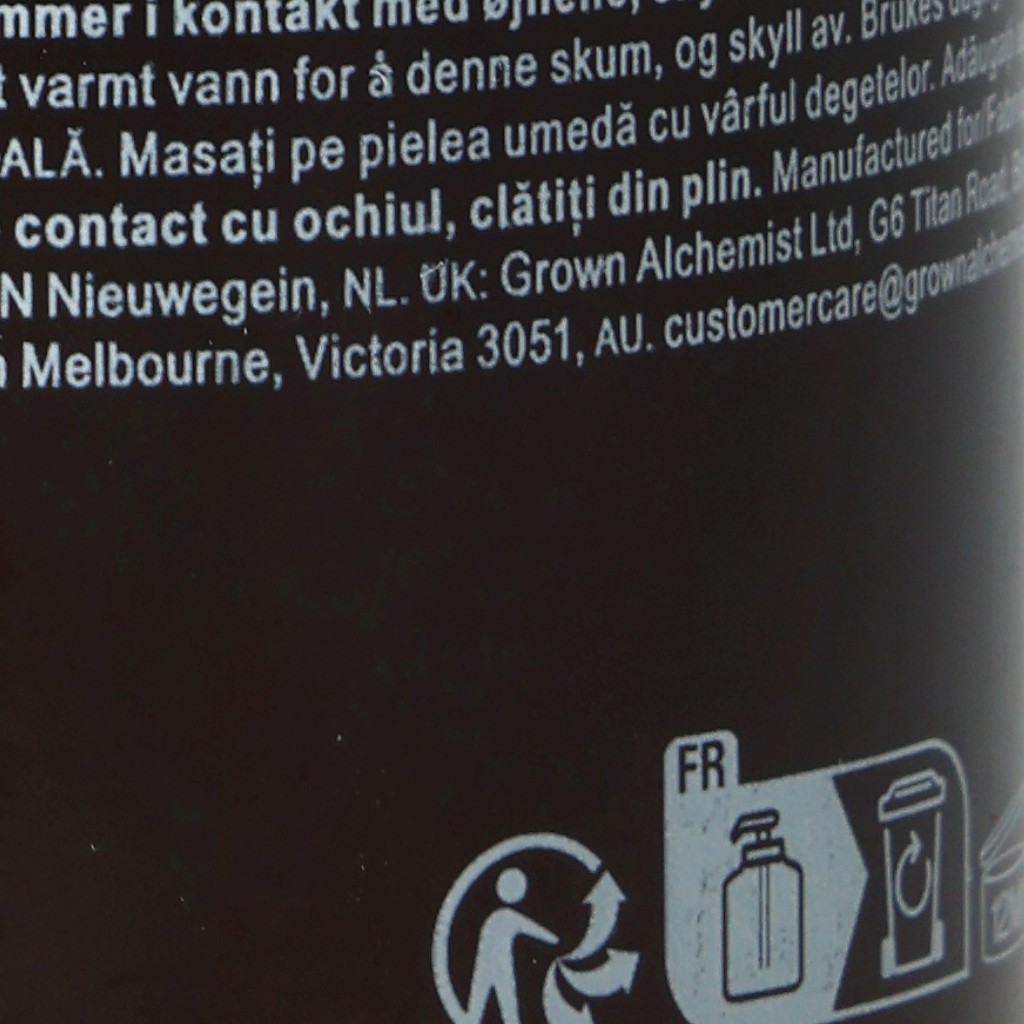 mmer i kontakt med øjnene,
t varmt vann for å denne skum, og skyll av. Brukes
ALĂ. Masați pe pielea umedă cu vârful degetelor. Adăugați
contact cu ochiul, clătiți din plin. Manufactured for/
N Nieuwegein, NL. UK: Grown Alchemist Ltd, G6 Titan Road,
Melbourne, Victoria 3051, AU. customercare@grownalchemi
FR
12M